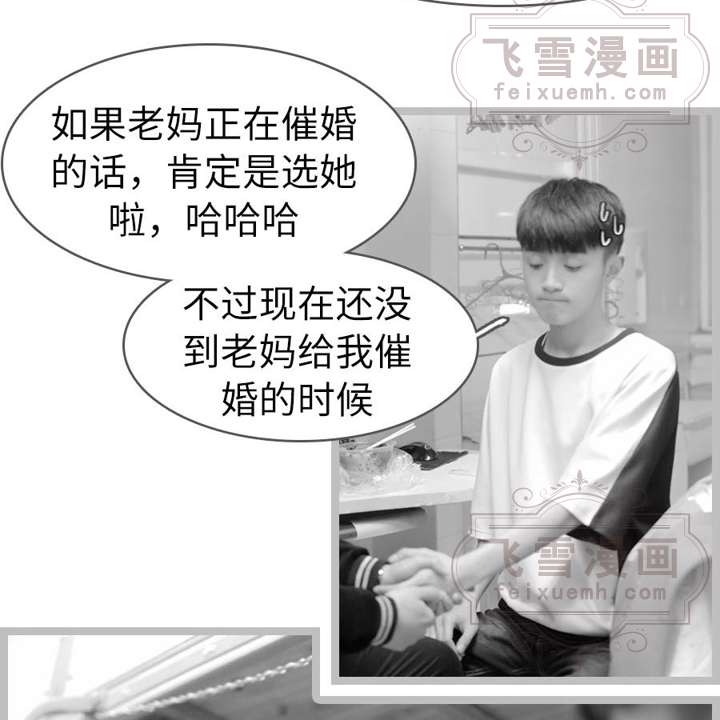 飞雪漫画
feixuemh.com
如果老妈正在催婚
的话，肯定是选她
啦，哈哈哈
不过现在还没
到老妈给我催
婚的时候
飞雪漫画
feixuemh.com